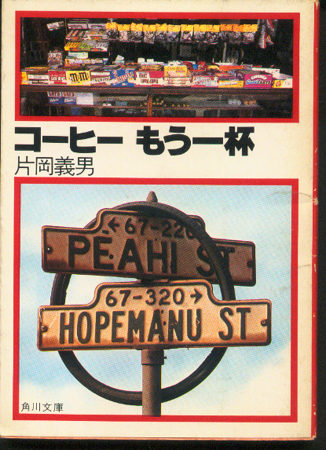 m&m
コーヒー もう一杯
片岡義男
←67-220
PEAHI ST
67-320→
HOPEMANU ST
角川文庫